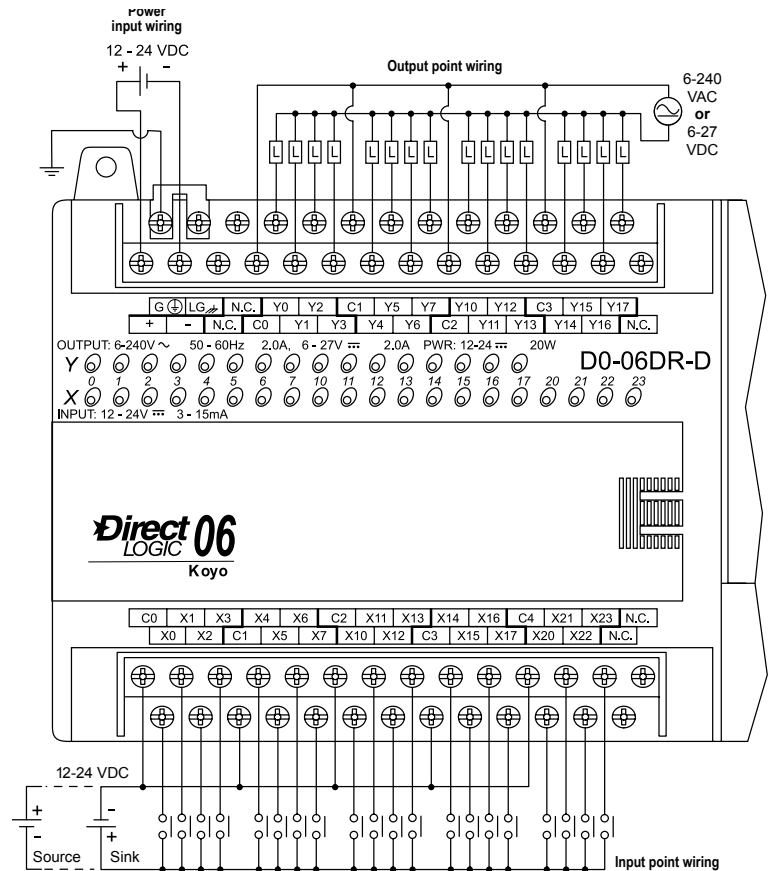 Power
input wiring
12 - 24 VDC
+ -
Output point wiring
6-240
VAC
or
6-27
VDC
L L L L L L L L L L L L L L L L
G LG N.C. Y0 Y2 C1 Y5 Y7 Y10 Y12 C3 Y15 Y17
+ - N.C. C0 Y1 Y3 Y4 Y6 C2 Y11 Y13 Y14 Y16 N.C.
OUTPUT: 6-240V ~ 50 - 60Hz 2.0A, 6 - 27V ⎓ 2.0A PWR: 12-24 ⎓ 20W
Y
D0-06DR-D
0 1 2 3 4 5 6 7 10 11 12 13 14 15 16 17 20 21 22 23
X
INPUT: 12 - 24V ⎓ 3 - 15mA
Direct
LOGIC 06
Koyo
C0 X1 X3 X4 X6 C2 X11 X13 X14 X16 C4 X21 X23 N.C.
X0 X2 C1 X5 X7 X10 X12 C3 X15 X17 X20 X22 N.C.
12-24 VDC
+ -
- +
Source Sink
Input point wiring